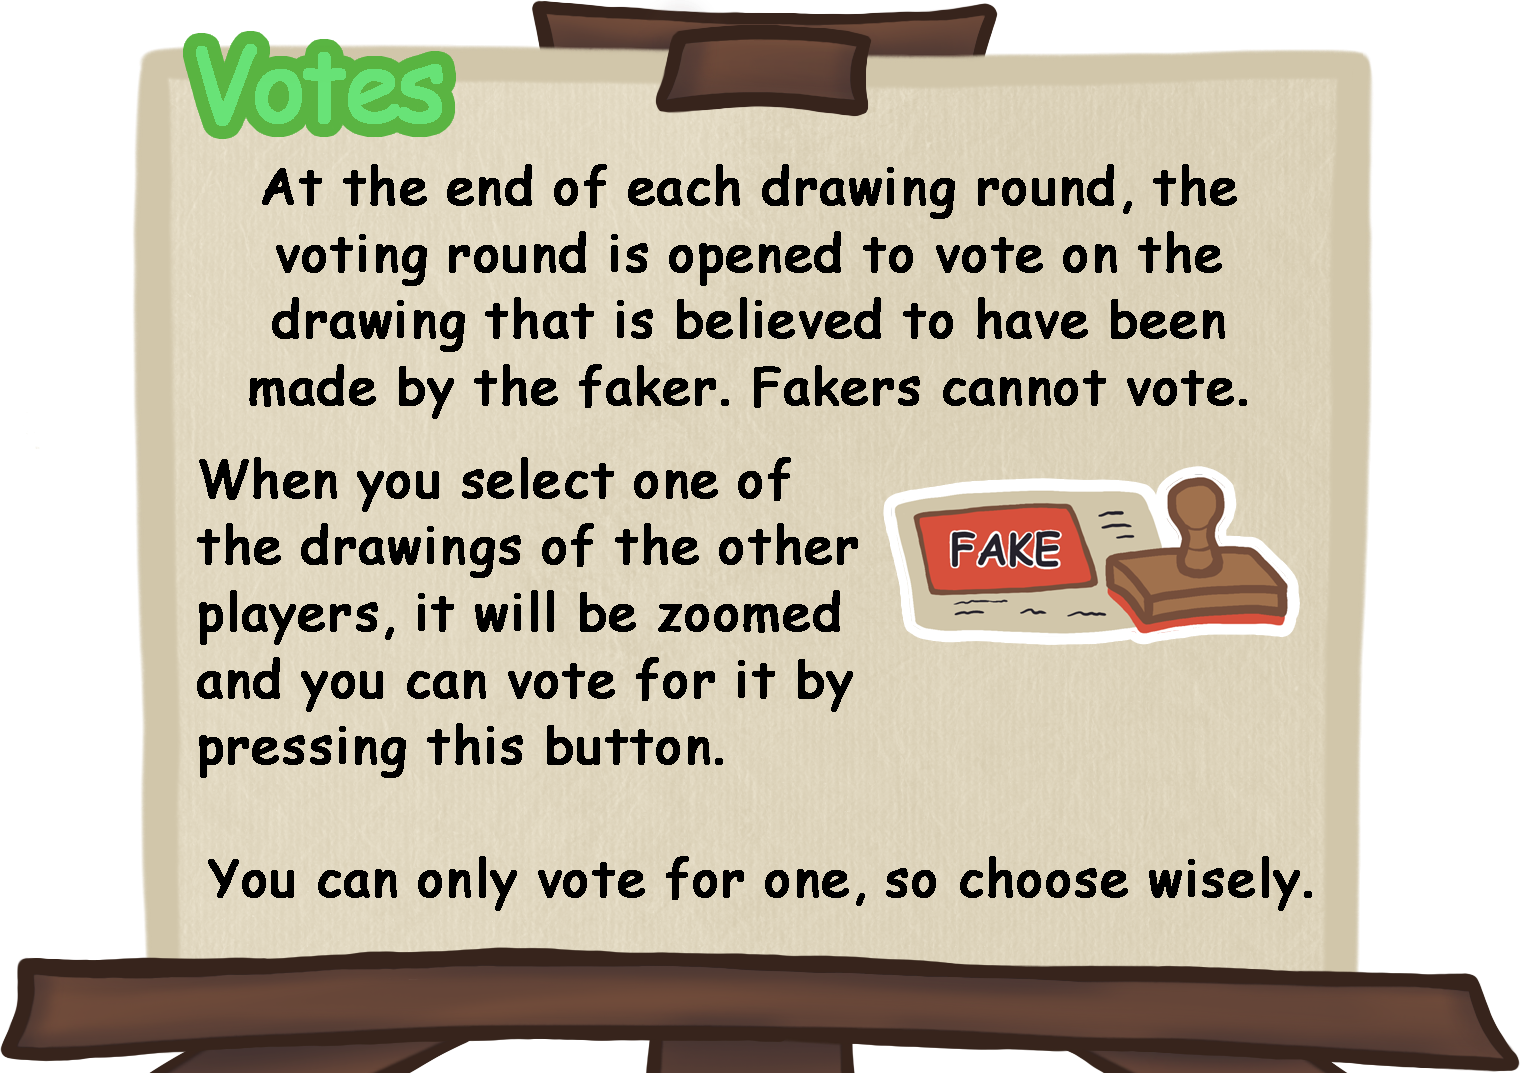 Votes
At the end of each drawing round, the
voting round is opened to vote on the
drawing that is believed to have been
made by the faker. Fakers cannot vote.
When you select one of
the drawings of the other
players, it will be zoomed
and you can vote for it by
pressing this button.
FAKE
You can only vote for one, so choose wisely.